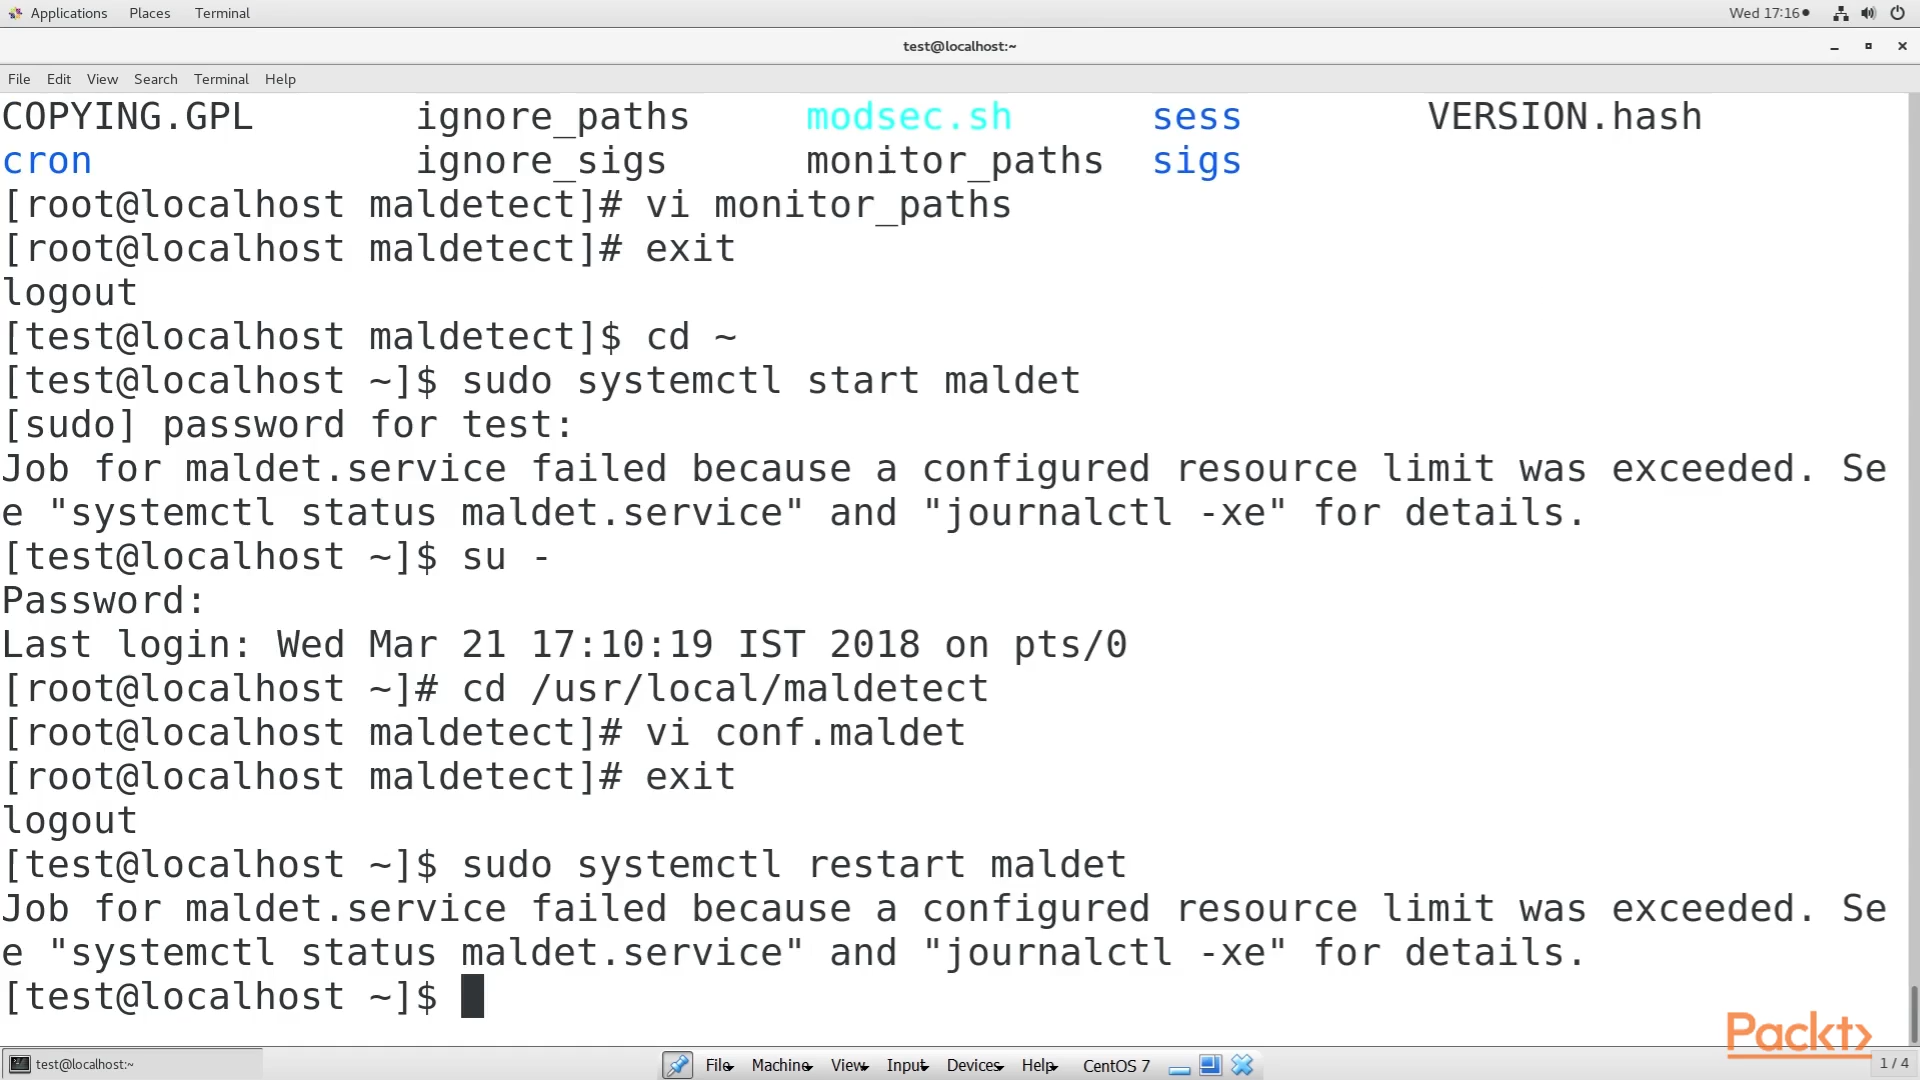 Applications Places Terminal Wed 17:16
test@localhost:~
File Edit View Search Terminal Help
COPYING.GPL ignore_paths modsec.sh sess VERSION.hash
cron ignore_sigs monitor_paths sigs
[root@localhost maldetect]# vi monitor_paths
[root@localhost maldetect]# exit
logout
[test@localhost maldetect]$ cd ~
[test@localhost ~]$ sudo systemctl start maldet
[sudo] password for test:
Job for maldet.service failed because a configured resource limit was exceeded. Se
e "systemctl status maldet.service" and "journalctl -xe" for details.
[test@localhost ~]$ su -
Password:
Last login: Wed Mar 21 17:10:19 IST 2018 on pts/0
[root@localhost ~]# cd /usr/local/maldetect
[root@localhost maldetect]# vi conf.maldet
[root@localhost maldetect]# exit
logout
[test@localhost ~]$ sudo systemctl restart maldet
Job for maldet.service failed because a configured resource limit was exceeded. Se
e "systemctl status maldet.service" and "journalctl -xe" for details.
[test@localhost ~]$
Packt>
test@localhost:~ File Machine View Input Devices Help CentOS 7 1 / 4